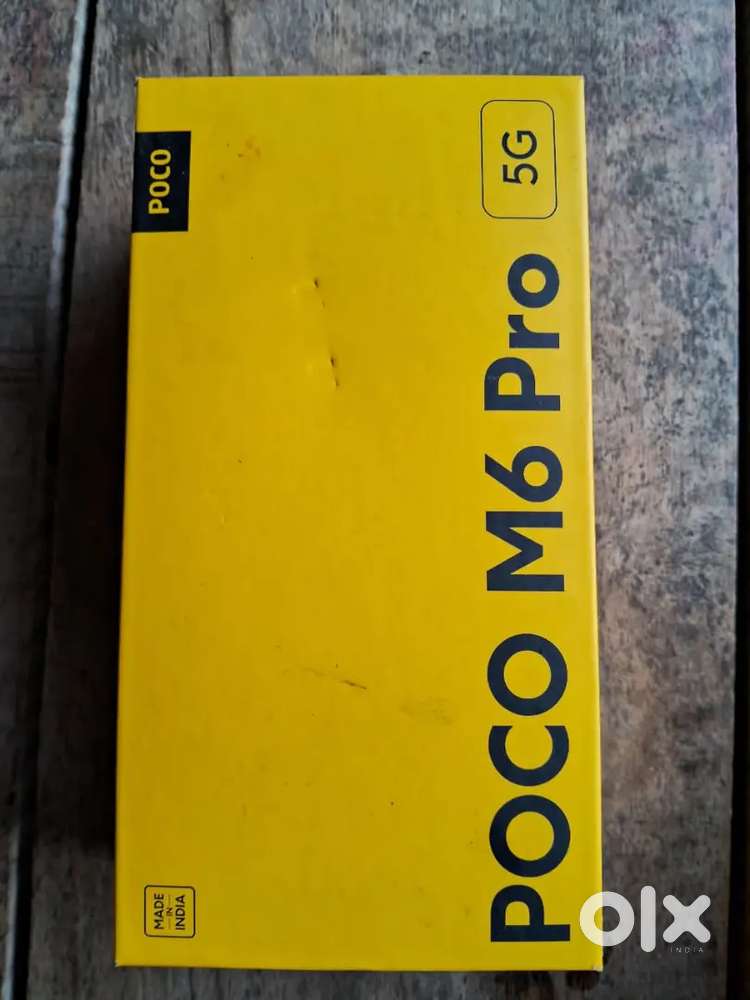 POCO
5G
POCO M6 Pro
MADE
IN
INDIA
olx
INDIA